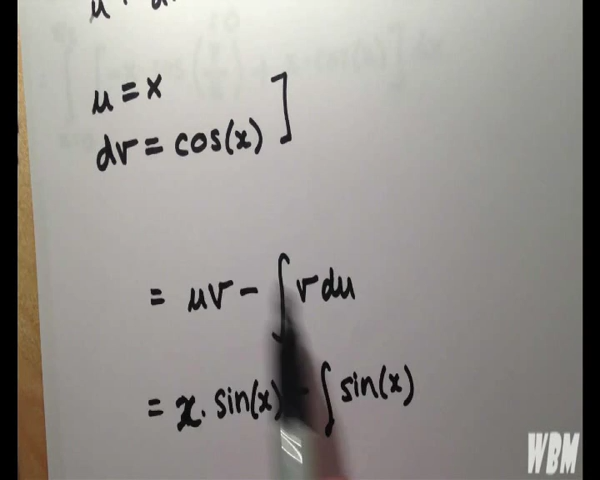 u = x
dv = cos(x) ]
= uv - ∫ v du
= x. sin(x) - ∫ sin(x)
WBM